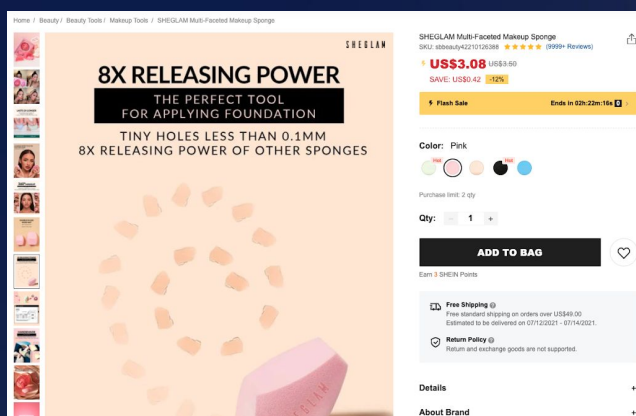 Home / Beauty / Beauty Tools / Makeup Tools / SHEGLAM Multi-Faceted Makeup Sponge
SHEGLAM
8X RELEASING POWER
THE PERFECT TOOL
FOR APPLYING FOUNDATION
TINY HOLES LESS THAN 0.1MM
8X RELEASING POWER OF OTHER SPONGES
SHEGLAM
SHEGLAM Multi-Faceted Makeup Sponge
SKU: sbbeauty42210126388 (9999+ Reviews)
US$3.08 US$3.50
SAVE: US$0.42 -12%
Flash Sale Ends in 02h:22m:16s 0
Color: Pink
Hot Hot
Purchase limit: 2 qty
Qty: - 1 +
ADD TO BAG
Earn 3 SHEIN Points
Free Shipping
Free standard shipping on orders over US$49.00
Estimated to be delivered on 07/12/2021 - 07/14/2021.
Return Policy
Return and exchange goods are not supported.
Details +
About Brand +